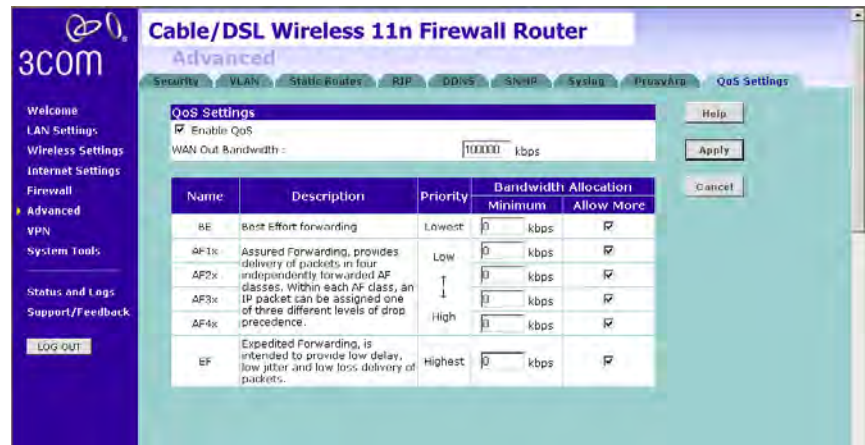 3COM
Cable/DSL Wireless 11n Firewall Router
Advanced
Security VLAN Static Routes RIP DDNS SNMP Syslog ProxyArp QoS Settings
Welcome
LAN Settings
Wireless Settings
Internet Settings
Firewall
Advanced
VPN
System Tools
Status and Logs
Support/Feedback
LOG OUT
QoS Settings
Enable QoS
WAN Out Bandwidth : 100000 kbps
Help
Apply
Cancel
Name Description Priority Bandwidth Allocation
Minimum Allow More
BE Best Effort forwarding Lowest 0 kbps
AF1x Assured Forwarding, provides Low 0 kbps
delivery of packets in four
AF2x independently forwarded AF 0 kbps
classes. Within each AF class, an
AF3x IP packet can be assigned one 0 kbps
of three different levels of drop
AF4x precedence. High 0 kbps
Expedited Forwarding, is
EF intended to provide low delay, Highest 0 kbps
low jitter and low loss delivery of
packets.